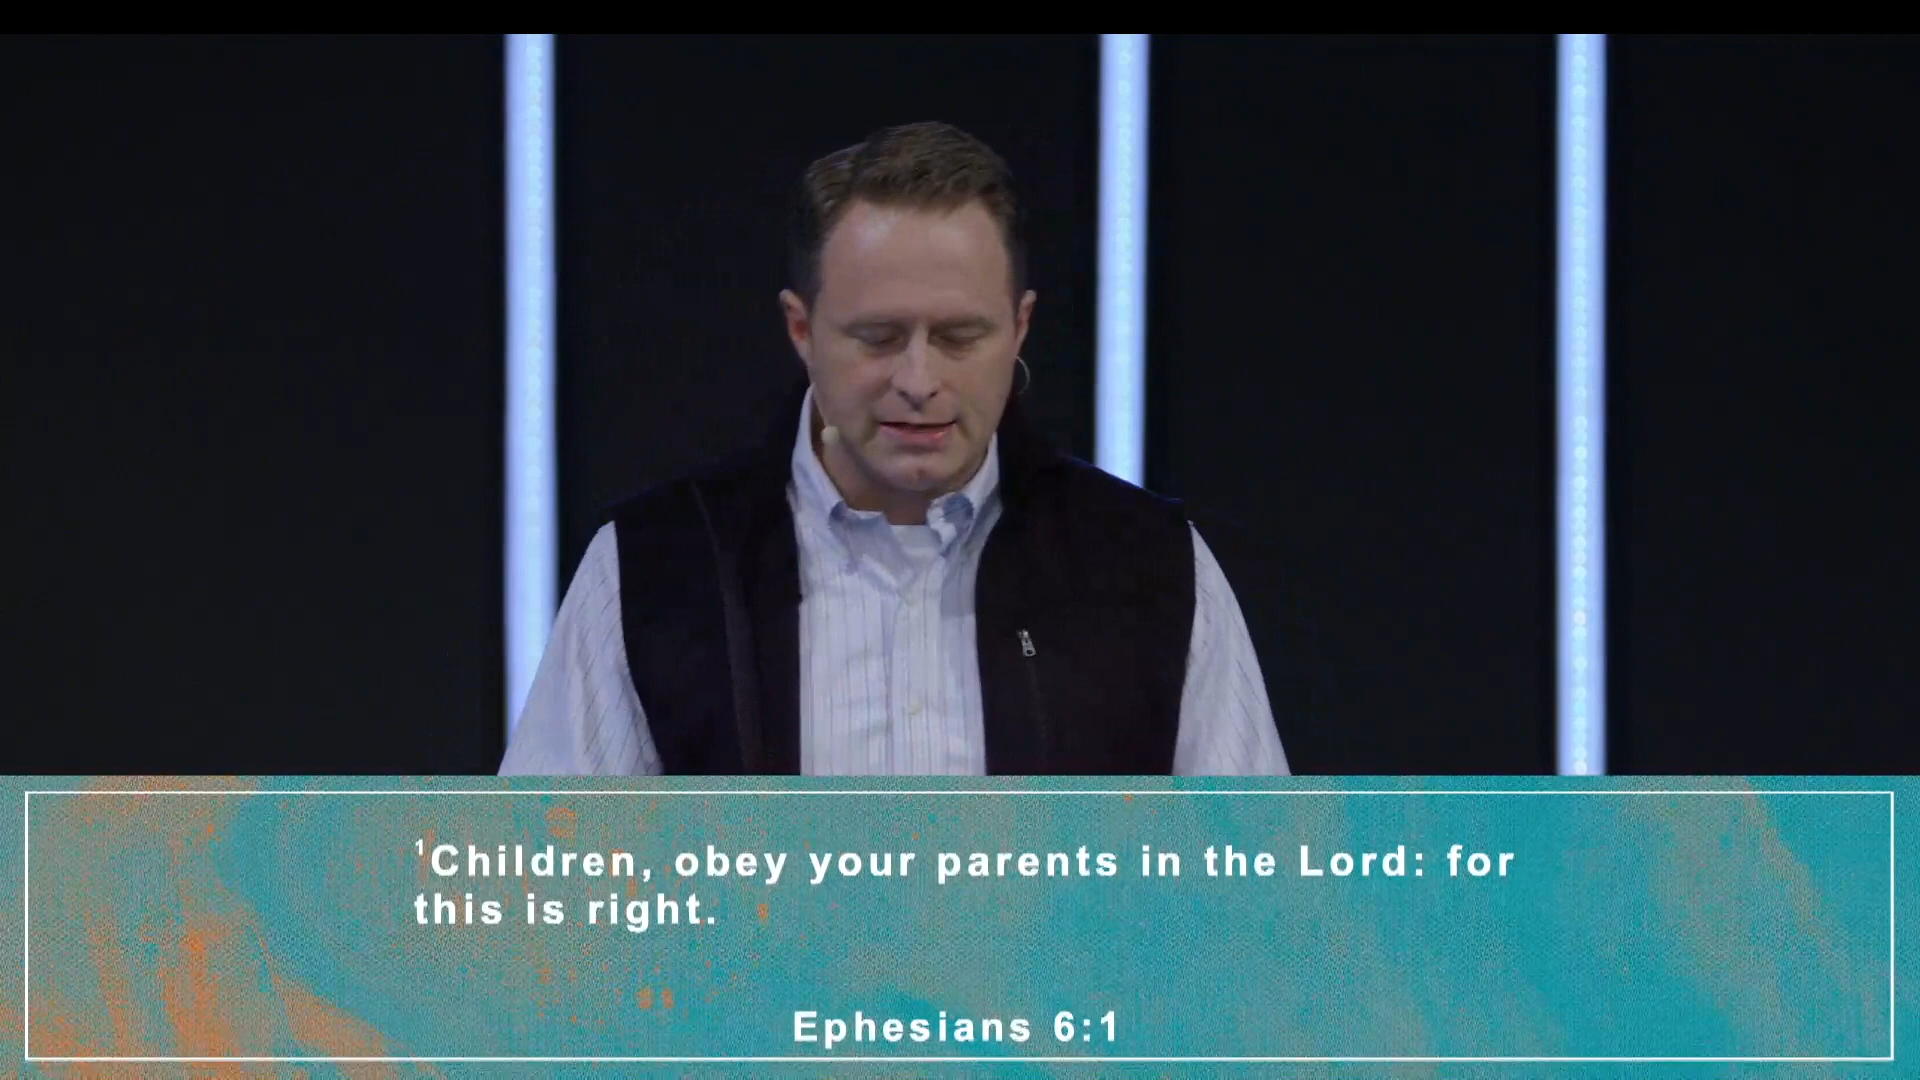 ¹Children, obey your parents in the Lord: for
this is right.
Ephesians 6:1